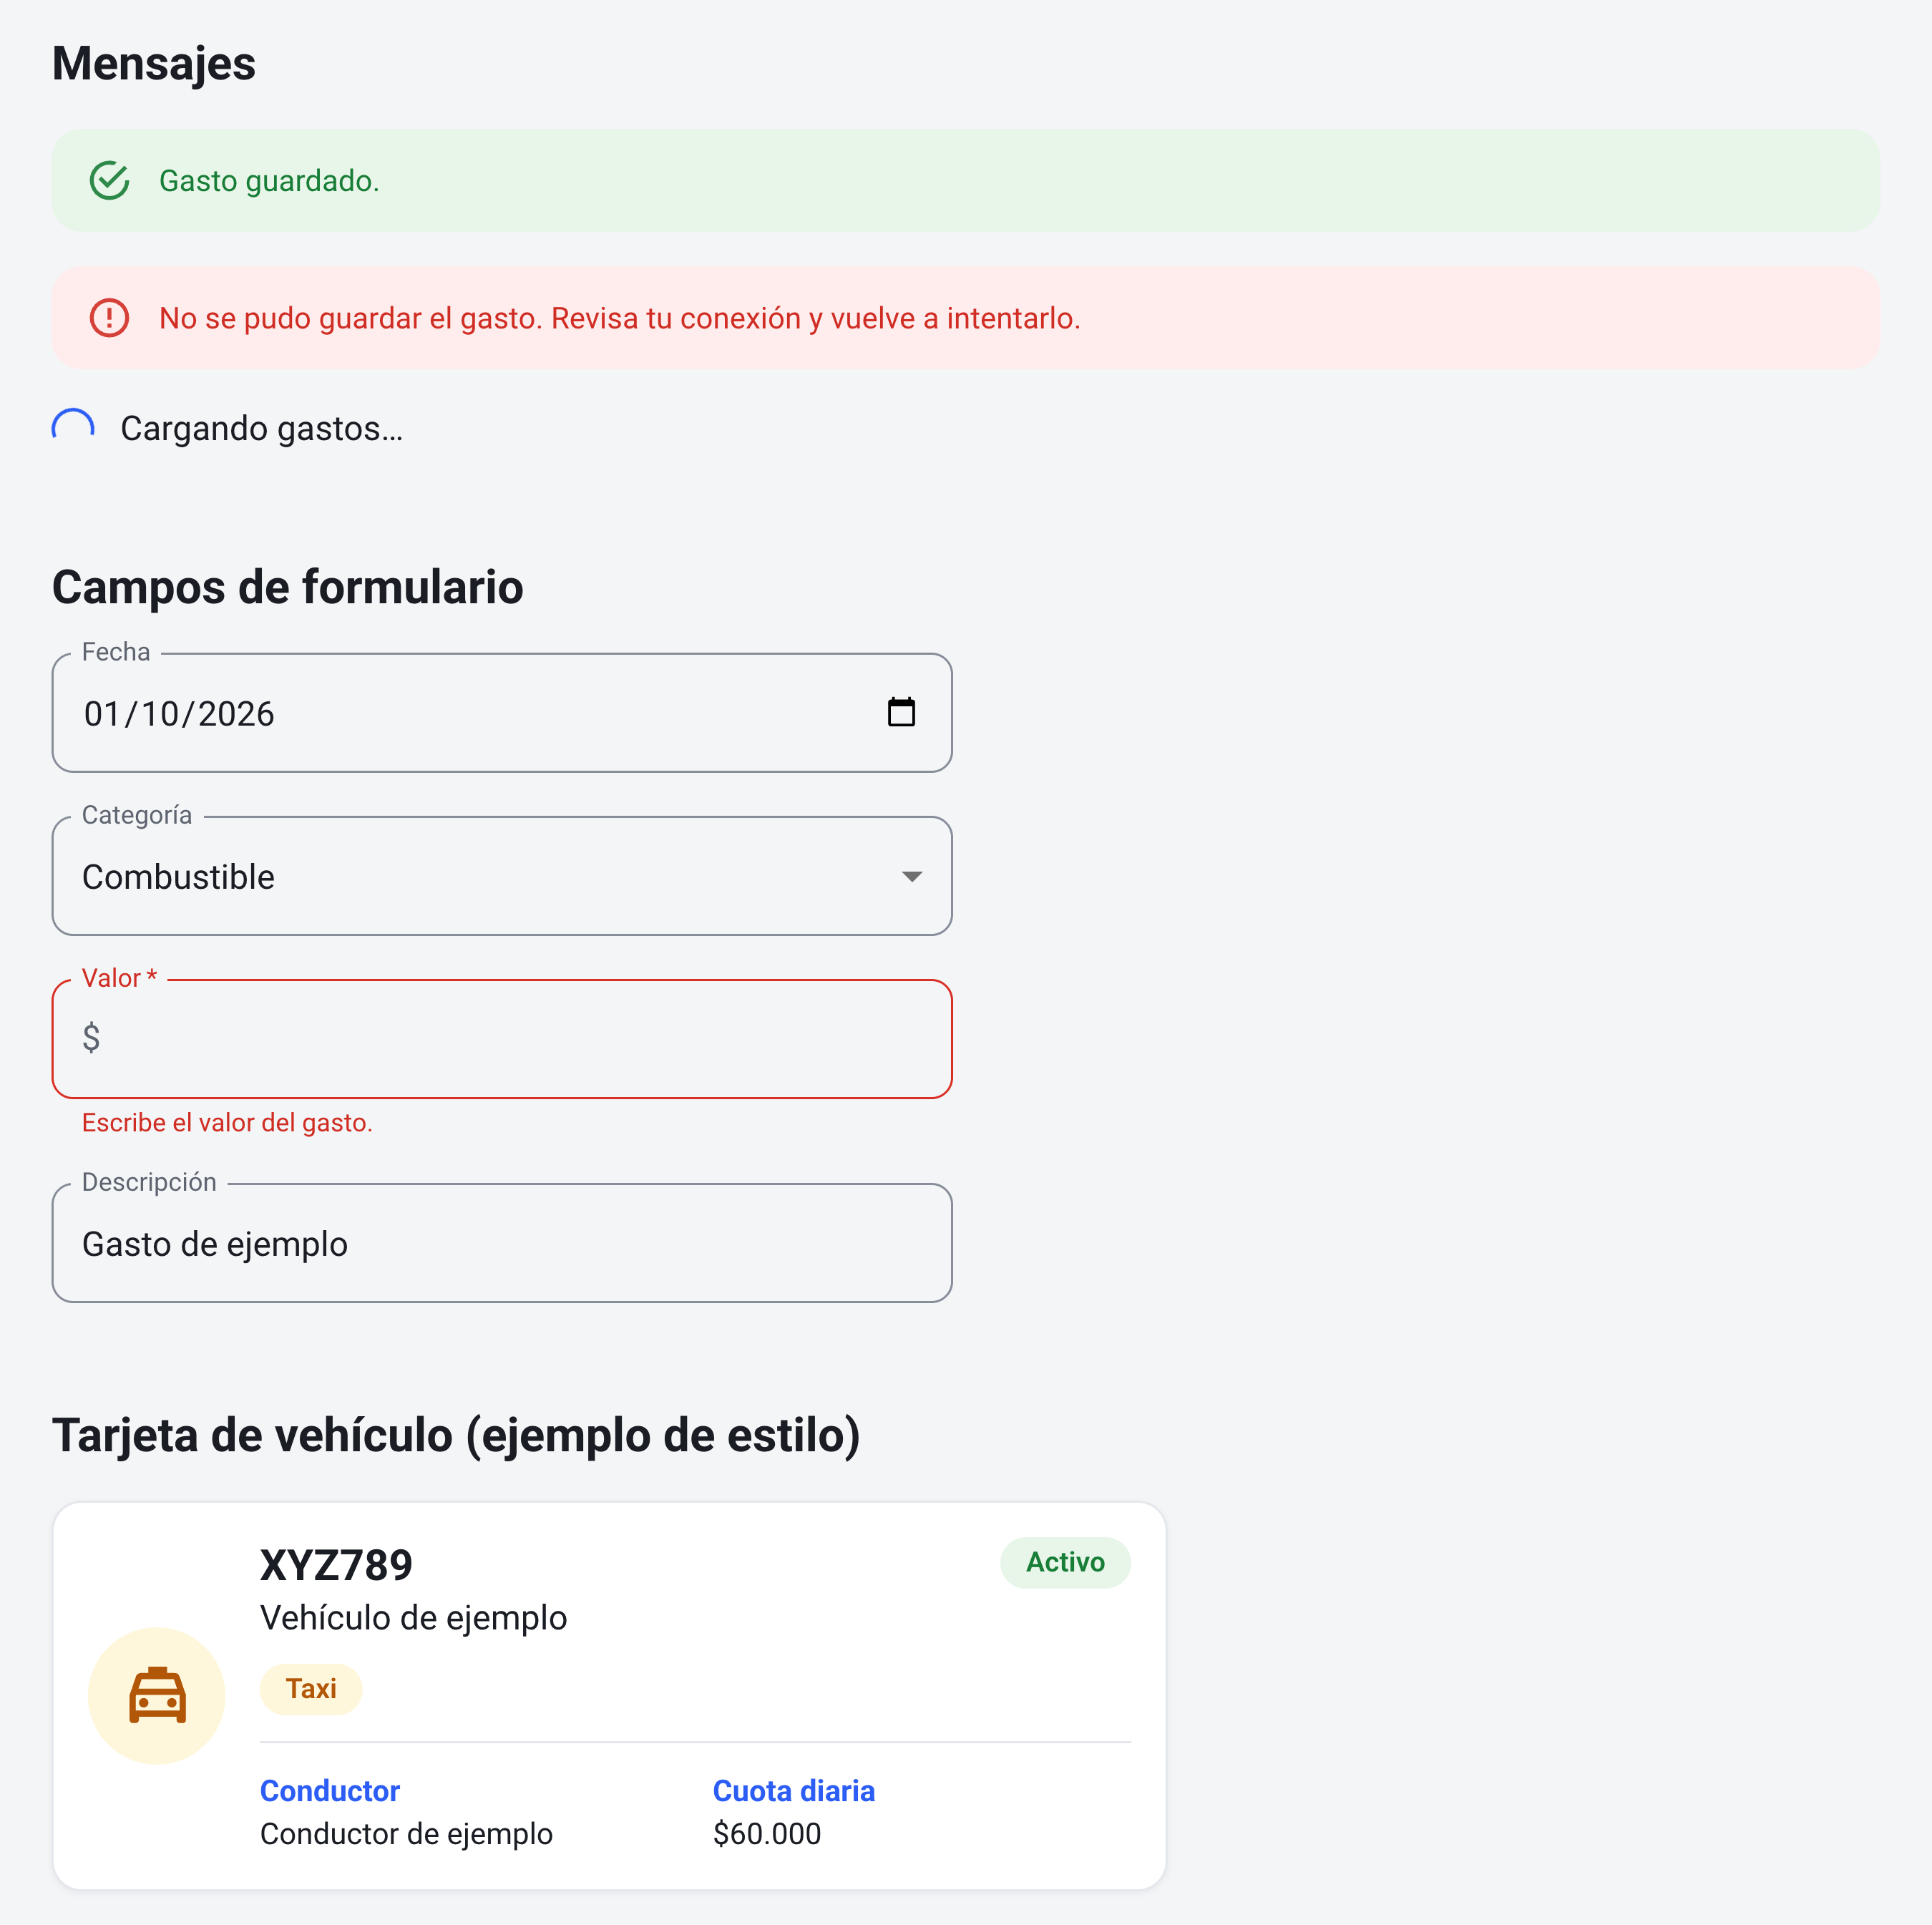 Mensajes
Gasto guardado.
No se pudo guardar el gasto. Revisa tu conexión y vuelve a intentarlo.
Cargando gastos…
Campos de formulario
Fecha
01/10/2026
Categoría
Combustible
Valor *
$
Escribe el valor del gasto.
Descripción
Gasto de ejemplo
Tarjeta de vehículo (ejemplo de estilo)
XYZ789
Activo
Vehículo de ejemplo
Taxi
Conductor
Cuota diaria
Conductor de ejemplo
$60.000